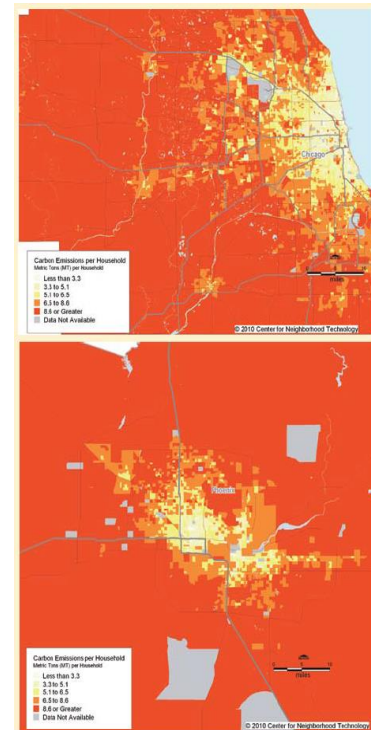 Chicago
Carbon Emissions per Household
Metric Tons (MT) per Household
Less than 3.3
3.3 to 5.1
5.1 to 6.5
6.5 to 8.6
8.6 or Greater
Data Not Available
miles
© 2010 Center for Neighborhood Technology
Phoenix
Carbon Emissions per Household
Metric Tons (MT) per Household
Less than 3.3
3.3 to 5.1
5.1 to 6.5
6.5 to 8.6
8.6 or Greater
Data Not Available
miles
© 2010 Center for Neighborhood Technology